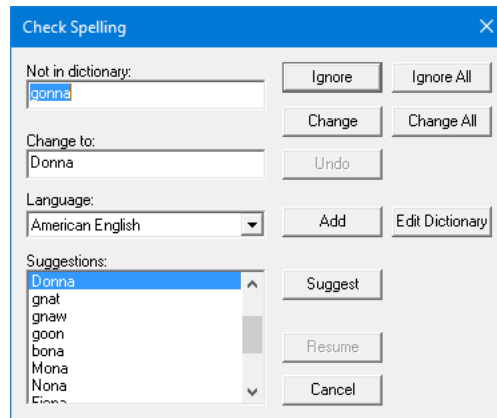 Check Spelling
Not in dictionary:
gonna
Ignore
Ignore All
Change
Change All
Change to:
Donna
Undo
Language:
American English
Add
Edit Dictionary
Suggestions:
Donna
gnat
gnaw
goon
bona
Mona
Nona
Suggest
Resume
Cancel